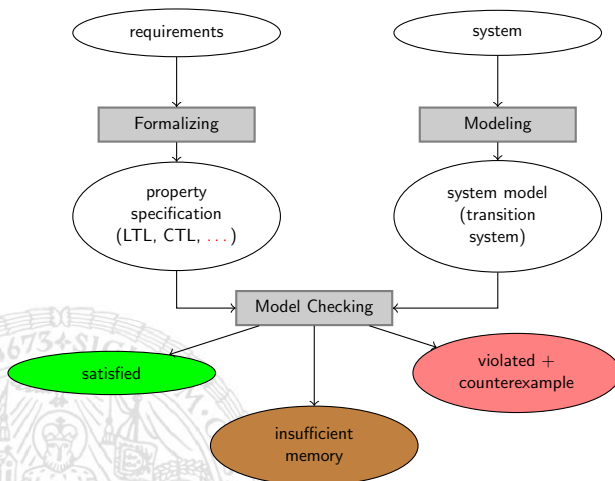 requirements
system
Formalizing
Modeling
property
specification
(LTL, CTL, ...)
system model
(transition
system)
Model Checking
satisfied
violated +
counterexample
insufficient
memory